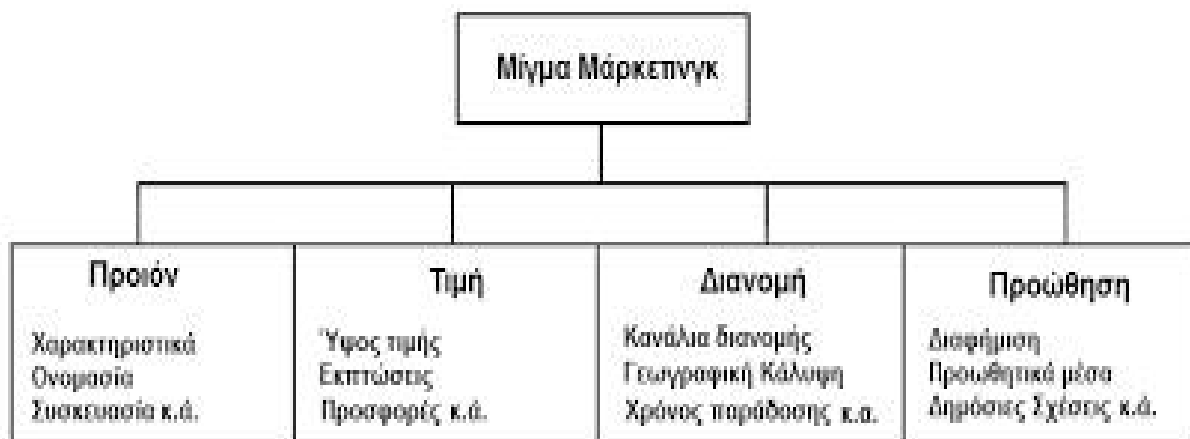 Μίγμα Μάρκετινγκ
Προιόν
Χαρακτηριστικά
Ονομασία
Συσκευασία κ.ά.
Τιμή
Ύψος τιμής
Εκπτώσεις
Προσφορές κ.ά.
Διανομή
Κανάλια διανομής
Γεωγραφική Κάλυψη
Χρόνος παράδοσης κ.α.
Προώθηση
Διαφήμιση
Προωθητικά μέσα
Δημόσιες Σχέσεις κ.ά.